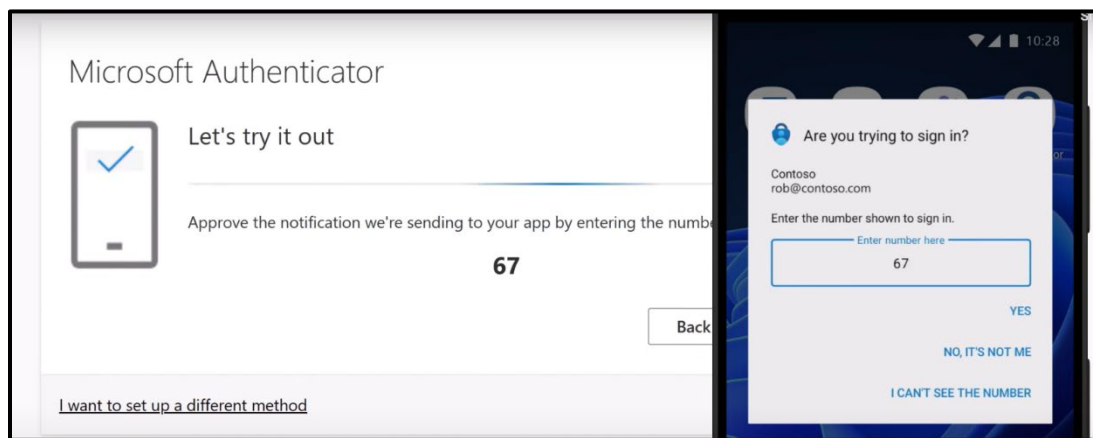 Microsoft Authenticator
Let's try it out
Approve the notification we're sending to your app by entering the
67
Back
I want to set up a different method
10:28
Are you trying to sign in?
Contoso
rob@contoso.com
Enter the number shown to sign in.
Enter number here
67
YES
NO, IT'S NOT ME
I CAN'T SEE THE NUMBER